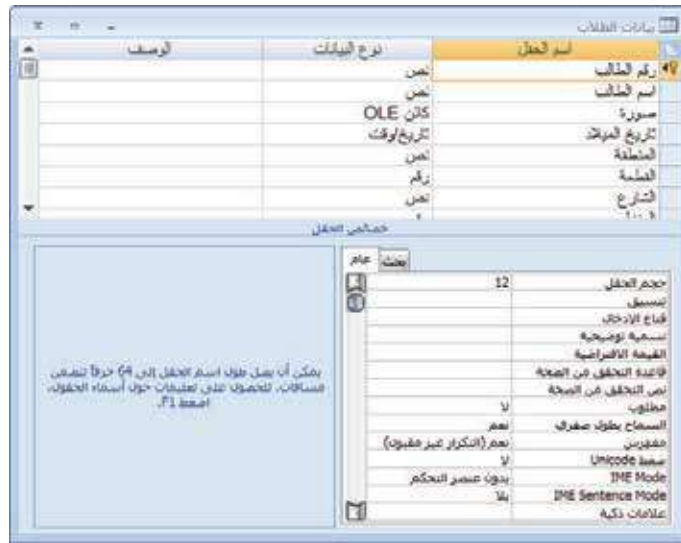 بيانات الطلاب
اسم الحقل نوع البيانات الوصف
رقم الطالب نص
اسم الطالب نص
صورة كائن OLE
تاريخ الميلاد تاريخ/وقت
المنطقة نص
القطعة رقم
الشارع نص
خصائص الحقل
عام بحث
حجم الحقل 12
تنسيق
قناع الإدخال
تسمية توضيحية
القيمة الافتراضية
قاعدة التحقق من الصحة
نص التحقق من الصحة
مطلوب لا
السماح بطول صفري نعم
مفهرس نعم (التكرار غير مقبول)
ضغط Unicode لا
IME Mode بدون عنصر التحكم
IME Sentence Mode بلا
علامات ذكية
يمكن أن يصل طول اسم الحقل إلى 64 حرفاً تتضمن
مسافات. للحصول على تعليمات حول أسماء الحقول،
اضغط F1.